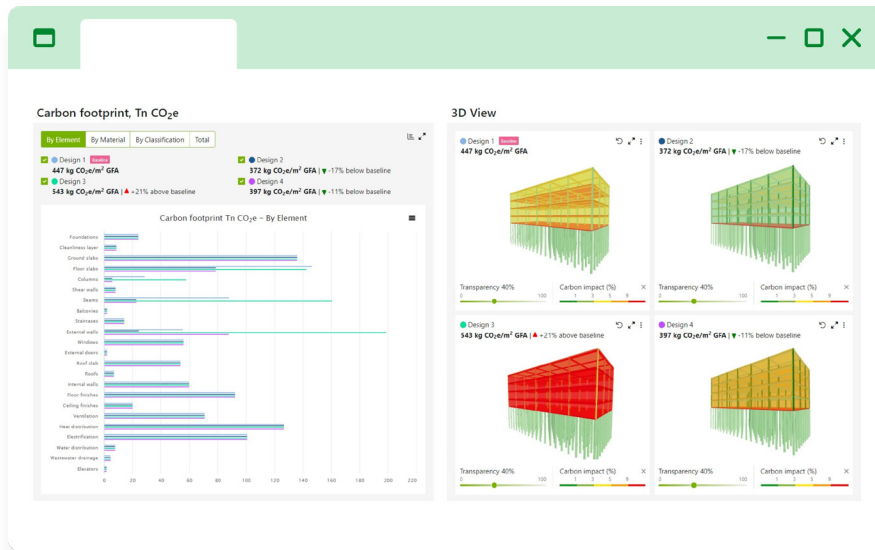 Carbon footprint, Tn CO₂e
By Element By Material By Classification Total
Design 1 Baseline
447 kg CO₂e/m² GFA
Design 2
372 kg CO₂e/m² GFA | ▼ -17% below baseline
Design 3
543 kg CO₂e/m² GFA | ▲ +21% above baseline
Design 4
397 kg CO₂e/m² GFA | ▼ -11% below baseline
Carbon footprint Tn CO₂e - By Element
Foundations
Cleanliness layer
Ground slabs
Floor slabs
Columns
Shear walls
Beams
Balconies
Staircases
External walls
Windows
External doors
Roof slab
Roofs
Internal walls
Floor finishes
Ceiling finishes
Ventilation
Heat distribution
Electrification
Water distribution
Wastewater drainage
Elevators
0 20 40 60 80 100 120 140 160 180 200 220
3D View
Design 1 Baseline
447 kg CO₂e/m² GFA
Transparency 40%
0 100
Carbon impact (%)
1 3 5 9
Design 2
372 kg CO₂e/m² GFA | ▼ -17% below baseline
Transparency 40%
0 100
Carbon impact (%)
1 3 5 9
Design 3
543 kg CO₂e/m² GFA | ▲ +21% above baseline
Transparency 40%
0 100
Carbon impact (%)
1 3 5 9
Design 4
397 kg CO₂e/m² GFA | ▼ -11% below baseline
Transparency 40%
0 100
Carbon impact (%)
1 3 5 9